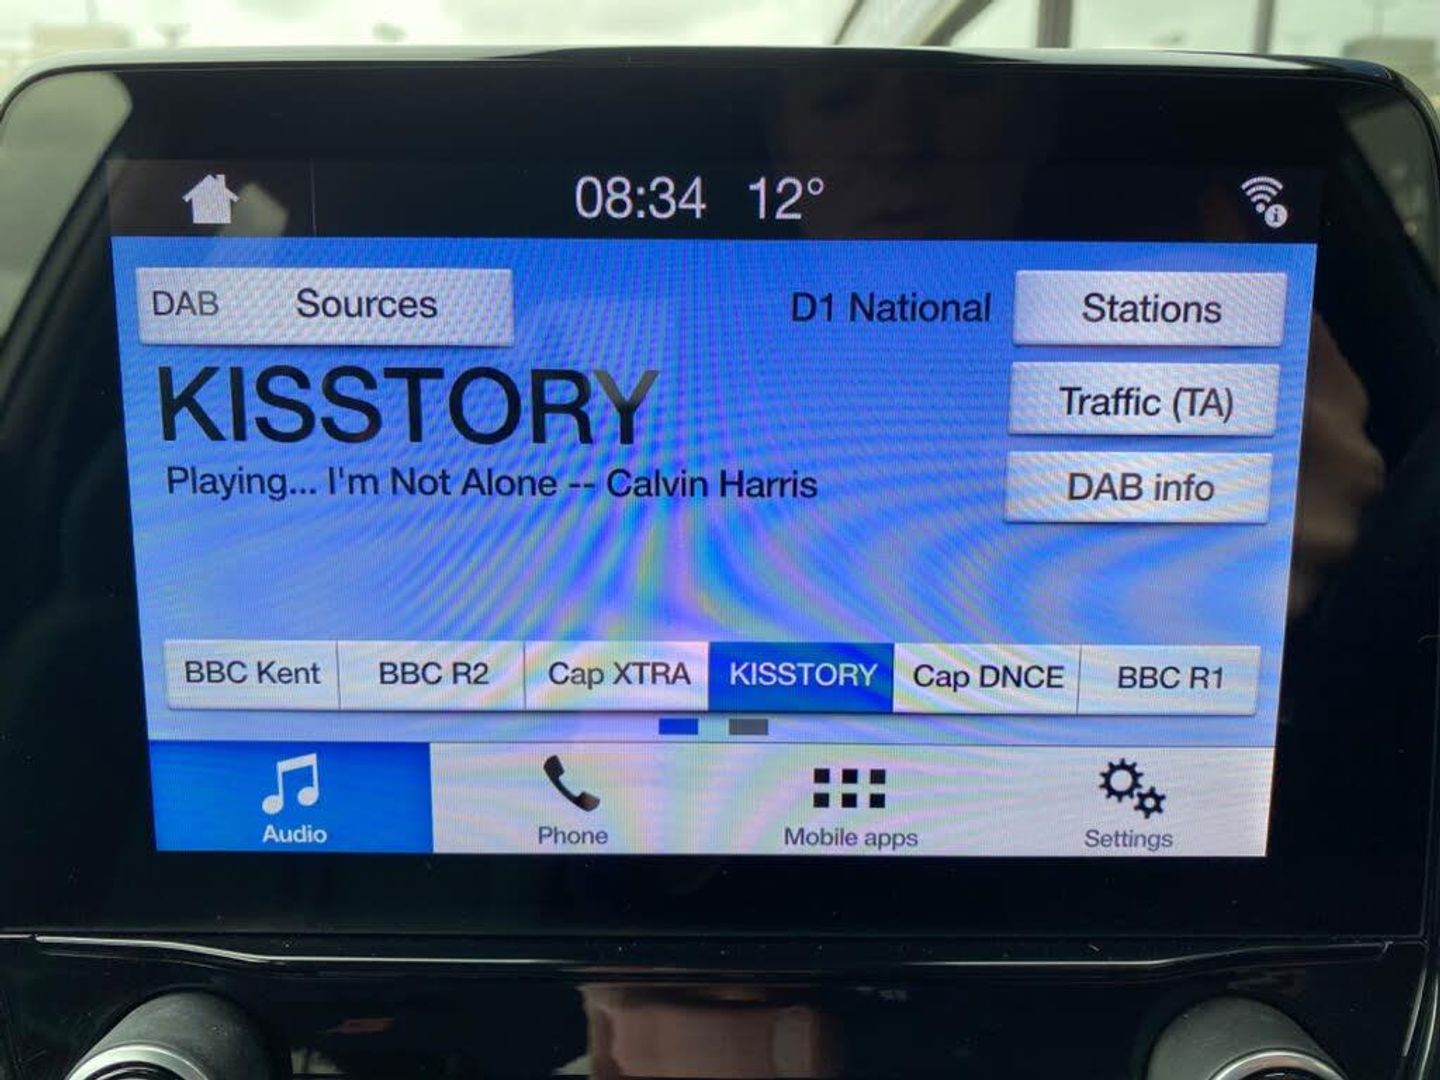 08:34 12°
DAB Sources
D1 National
Stations
KISSTORY
Traffic (TA)
Playing... I'm Not Alone -- Calvin Harris
DAB info
BBC Kent
BBC R2
Cap XTRA
KISSTORY
Cap DNCE
BBC R1
Audio
Phone
Mobile apps
Settings